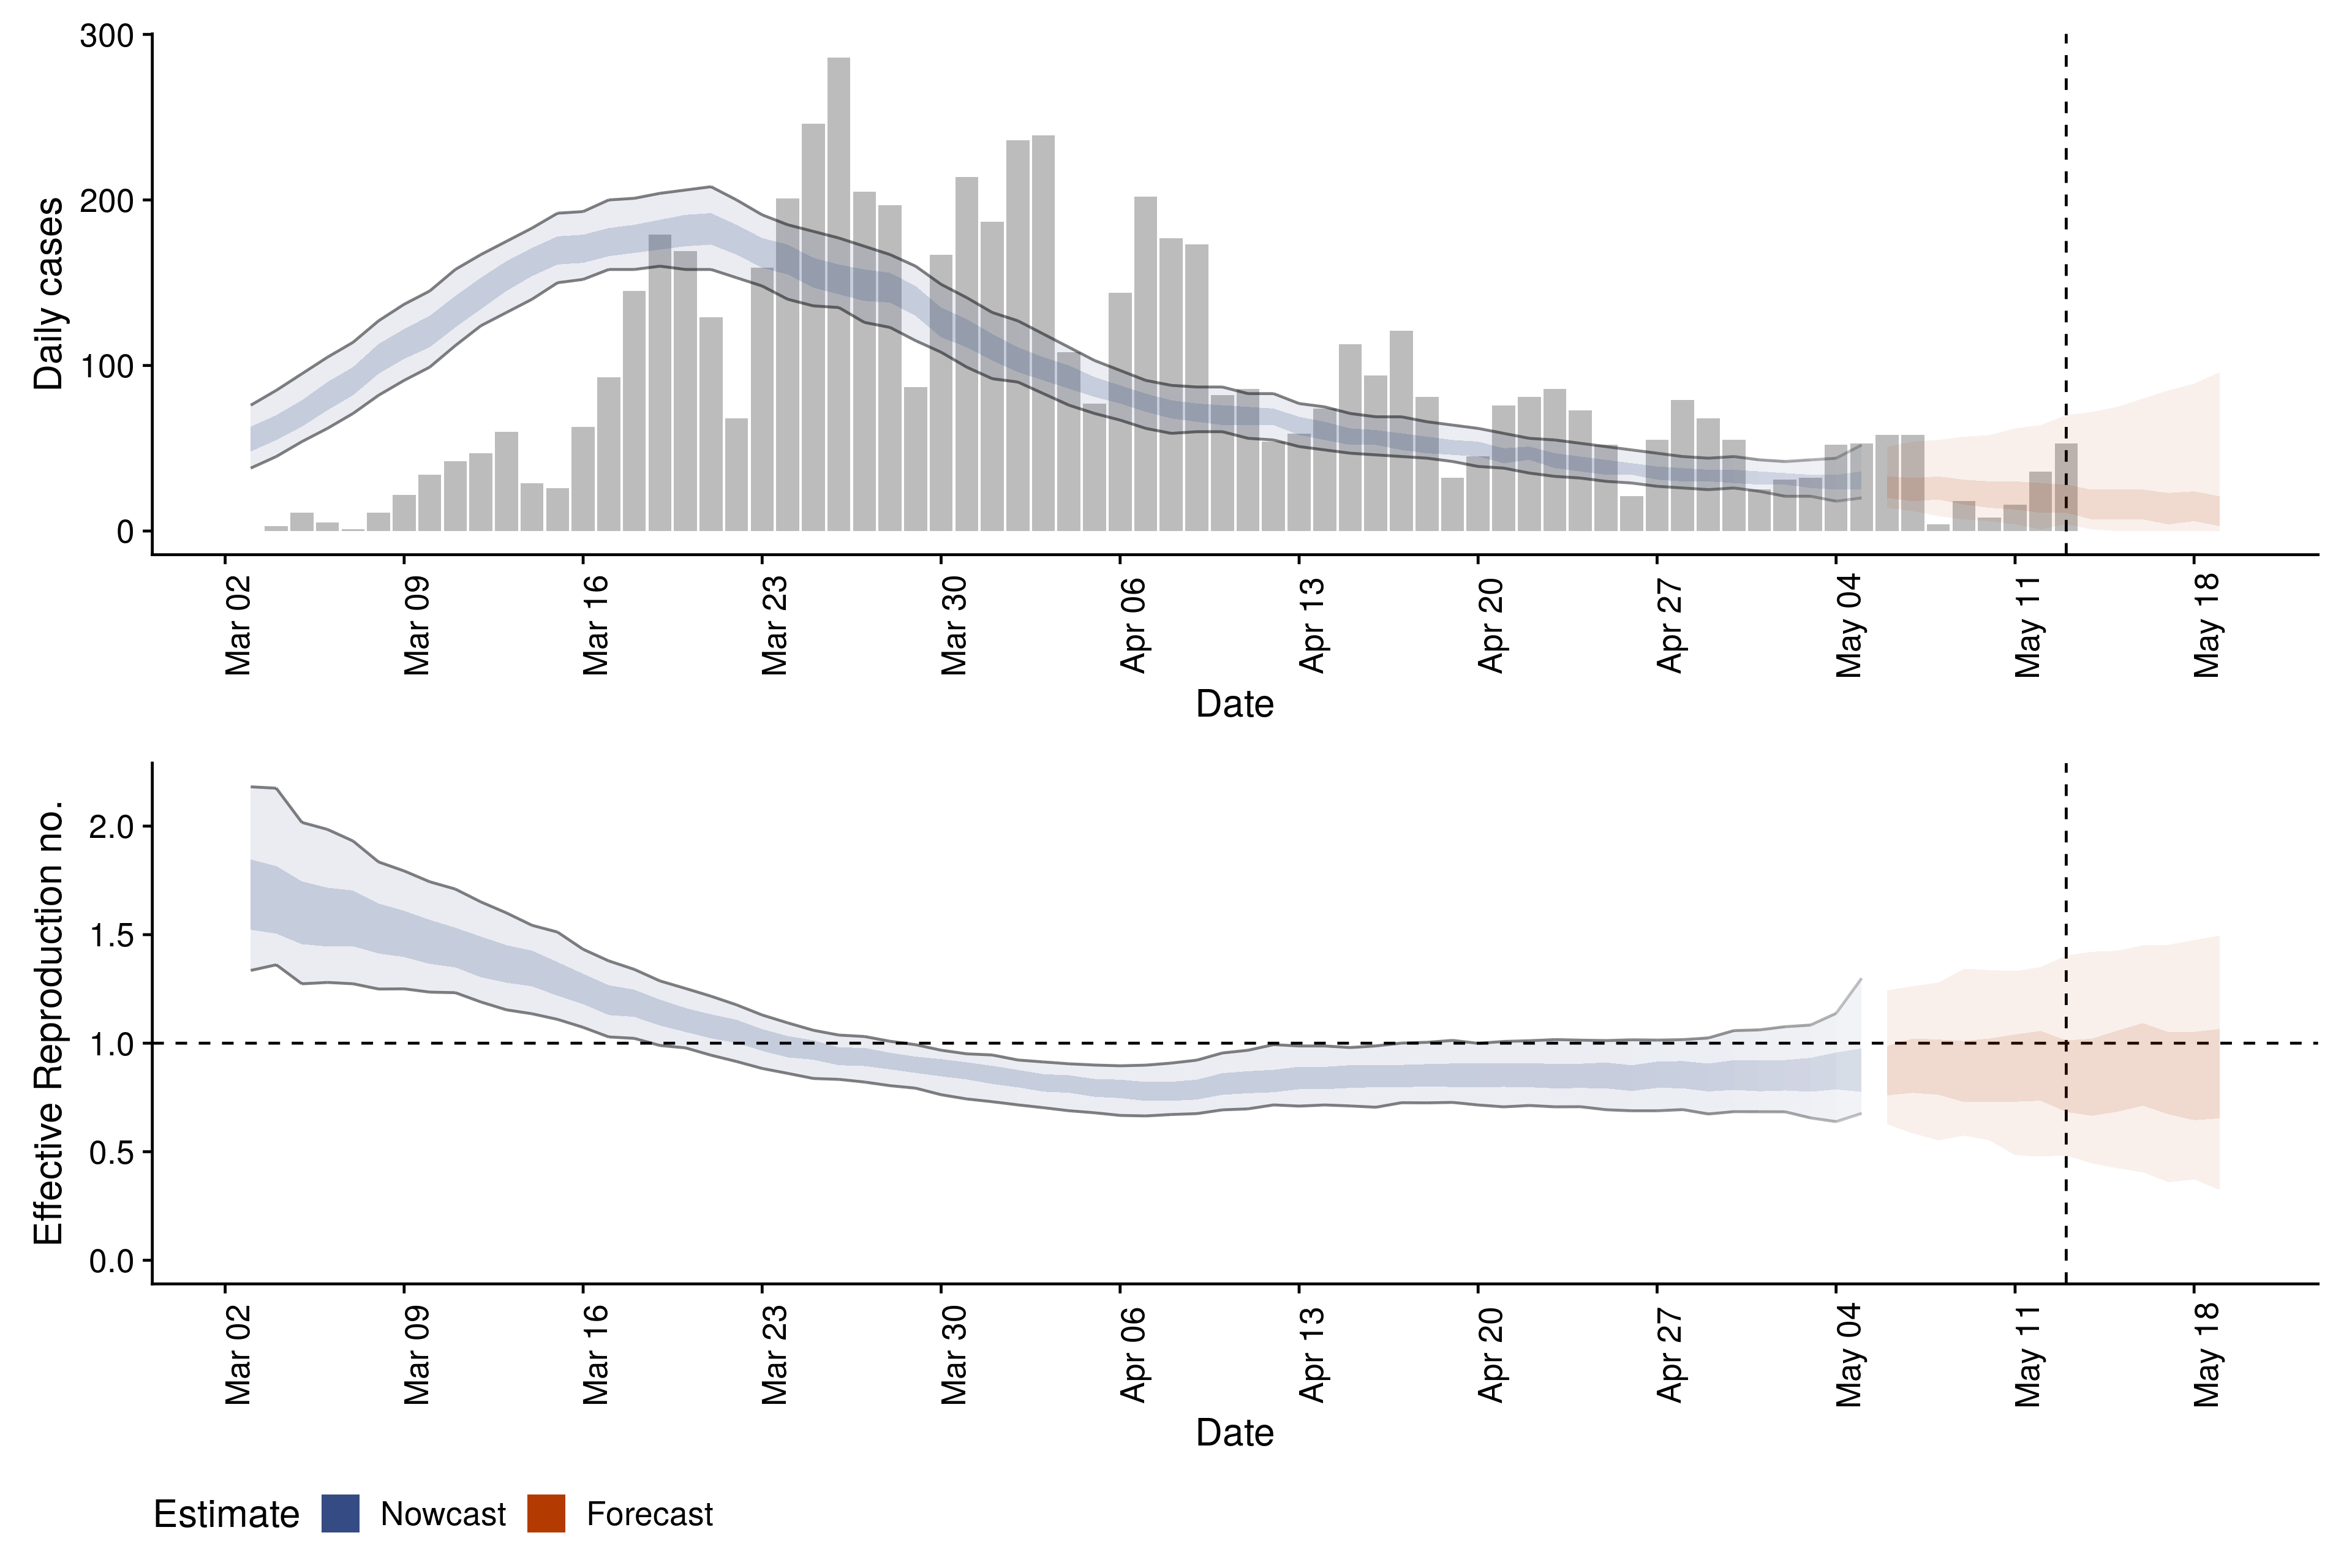 300
200
100
0
Daily cases
Mar 02
Mar 09
Mar 16
Mar 23
Mar 30
Apr 06
Apr 13
Apr 20
Apr 27
May 04
May 11
May 18
Date
2.0
1.5
1.0
0.5
0.0
Effective Reproduction no.
Mar 02
Mar 09
Mar 16
Mar 23
Mar 30
Apr 06
Apr 13
Apr 20
Apr 27
May 04
May 11
May 18
Date
Estimate Nowcast Forecast